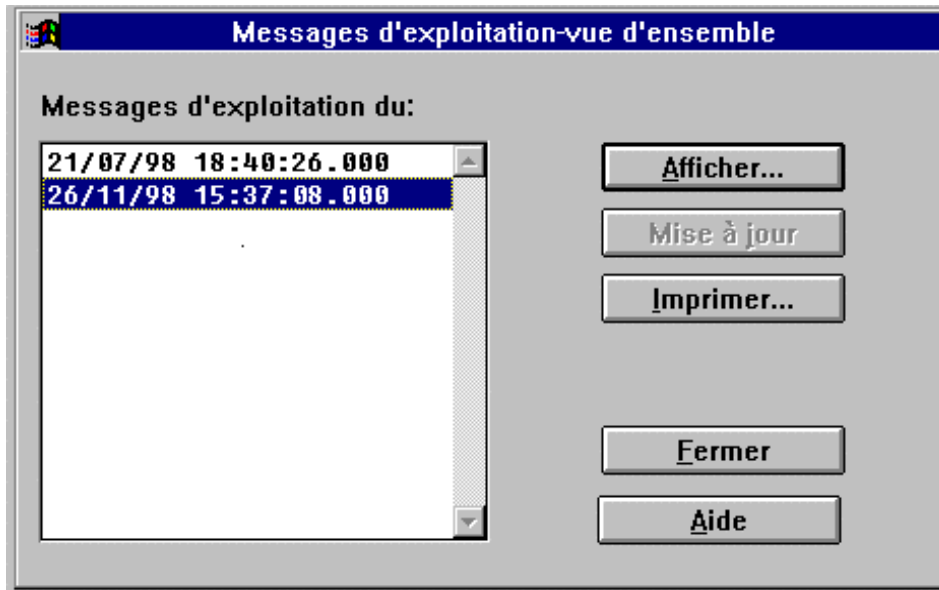 Messages d'exploitation-vue d'ensemble
Messages d'exploitation du:
21/07/98 18:40:26.000
26/11/98 15:37:08.000
Afficher...
Mise à jour
Imprimer...
Fermer
Aide